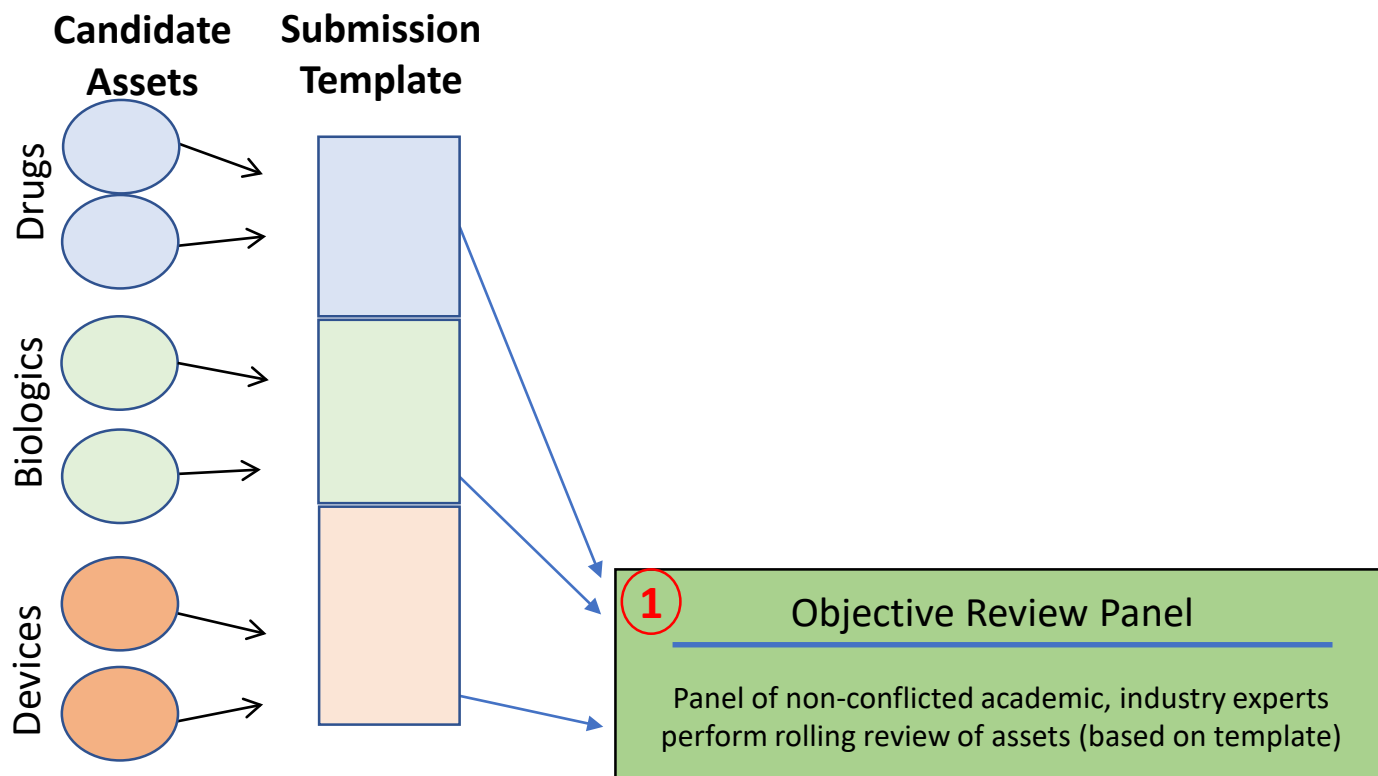 Candidate
Assets
Submission
Template
Drugs
Biologics
Devices
1
Objective Review Panel
Panel of non-conflicted academic, industry experts
perform rolling review of assets (based on template)